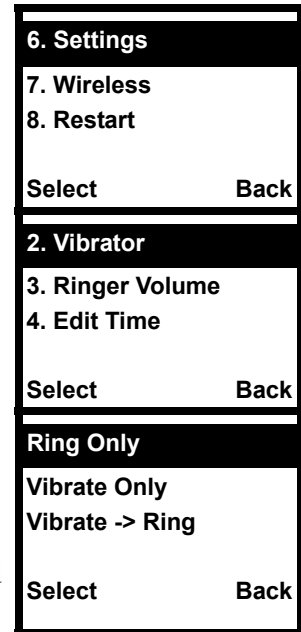 6. Settings
7. Wireless
8. Restart
Select Back
2. Vibrator
3. Ringer Volume
4. Edit Time
Select Back
Ring Only
Vibrate Only
Vibrate -> Ring
Select Back